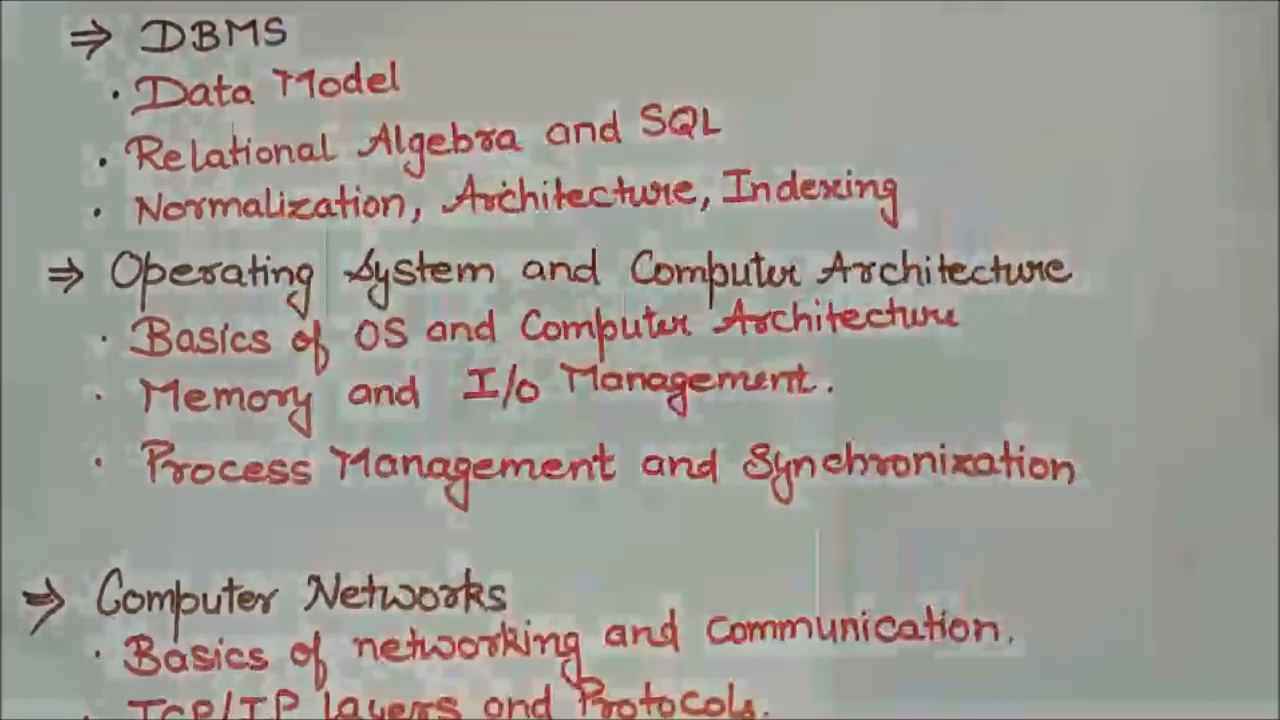 ⇒ DBMS
· Data Model
· Relational Algebra and SQL
· Normalization, Architecture, Indexing
⇒ Operating System and Computer Architecture
· Basics of OS and Computer Architecture
· Memory and I/O Management.
· Process Management and Synchronization
⇒ Computer Networks
· Basics of networking and communication.
· TCP/IP layers and Protocols.